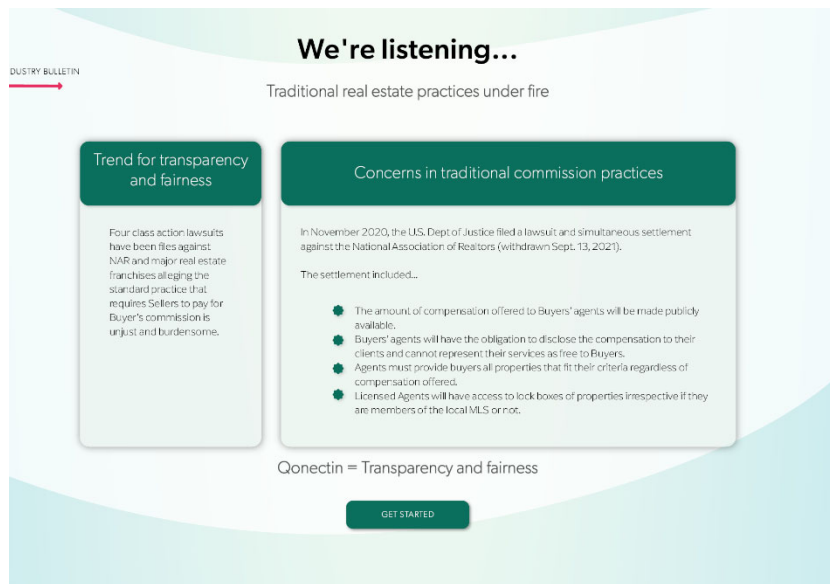 We're listening...
DUSTRY BULLETIN
Traditional real estate practices under fire
Trend for transparency
and fairness
Four class action lawsuits
have been files against
NAR and major real estate
franchises alleging the
standard practice that
requires Sellers to pay for
Buyer's commission is
unjust and burdensome.
Concerns in traditional commission practices
In November 2020, the U.S. Dept of Justice filed a lawsuit and simultaneous settlement
against the National Association of Realtors (withdrawn Sept. 13, 2021).
The settlement included...
The amount of compensation offered to Buyers' agents will be made publicly
available.
Buyers' agents will have the obligation to disclose the compensation to their
clients and cannot represent their services as free to Buyers.
Agents must provide buyers all properties that fit their criteria regardless of
compensation offered.
Licensed Agents will have access to lock boxes of properties irrespective if they
are members of the local MLS or not.
Qonectin = Transparency and fairness
GET STARTED